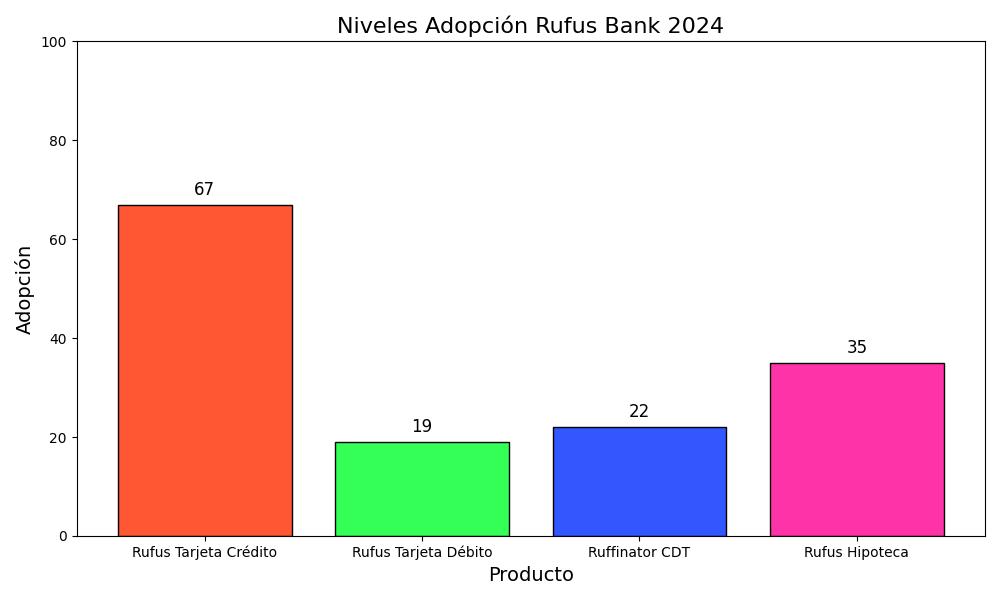 Niveles Adopción Rufus Bank 2024
100
80
60
40
20
0
Adopción
67
19
22
35
Rufus Tarjeta Crédito
Rufus Tarjeta Débito
Ruffinator CDT
Rufus Hipoteca
Producto